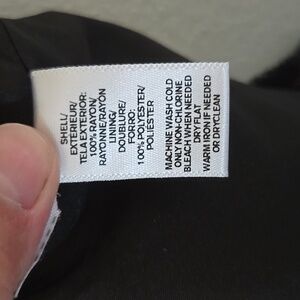 SHELL/
EXTERIEUR/
TELA EXTERIOR:
100% RAYON/
RAYONNE/RAYON
LINING/
DOUBLURE/
FORRO:
100% POLYESTER/
POLIESTER
MACHINE WASH COLD
ONLY NON-CHLORINE
BLEACH WHEN NEEDED
DRY FLAT
WARM IRON IF NEEDED
OR DRYCLEAN